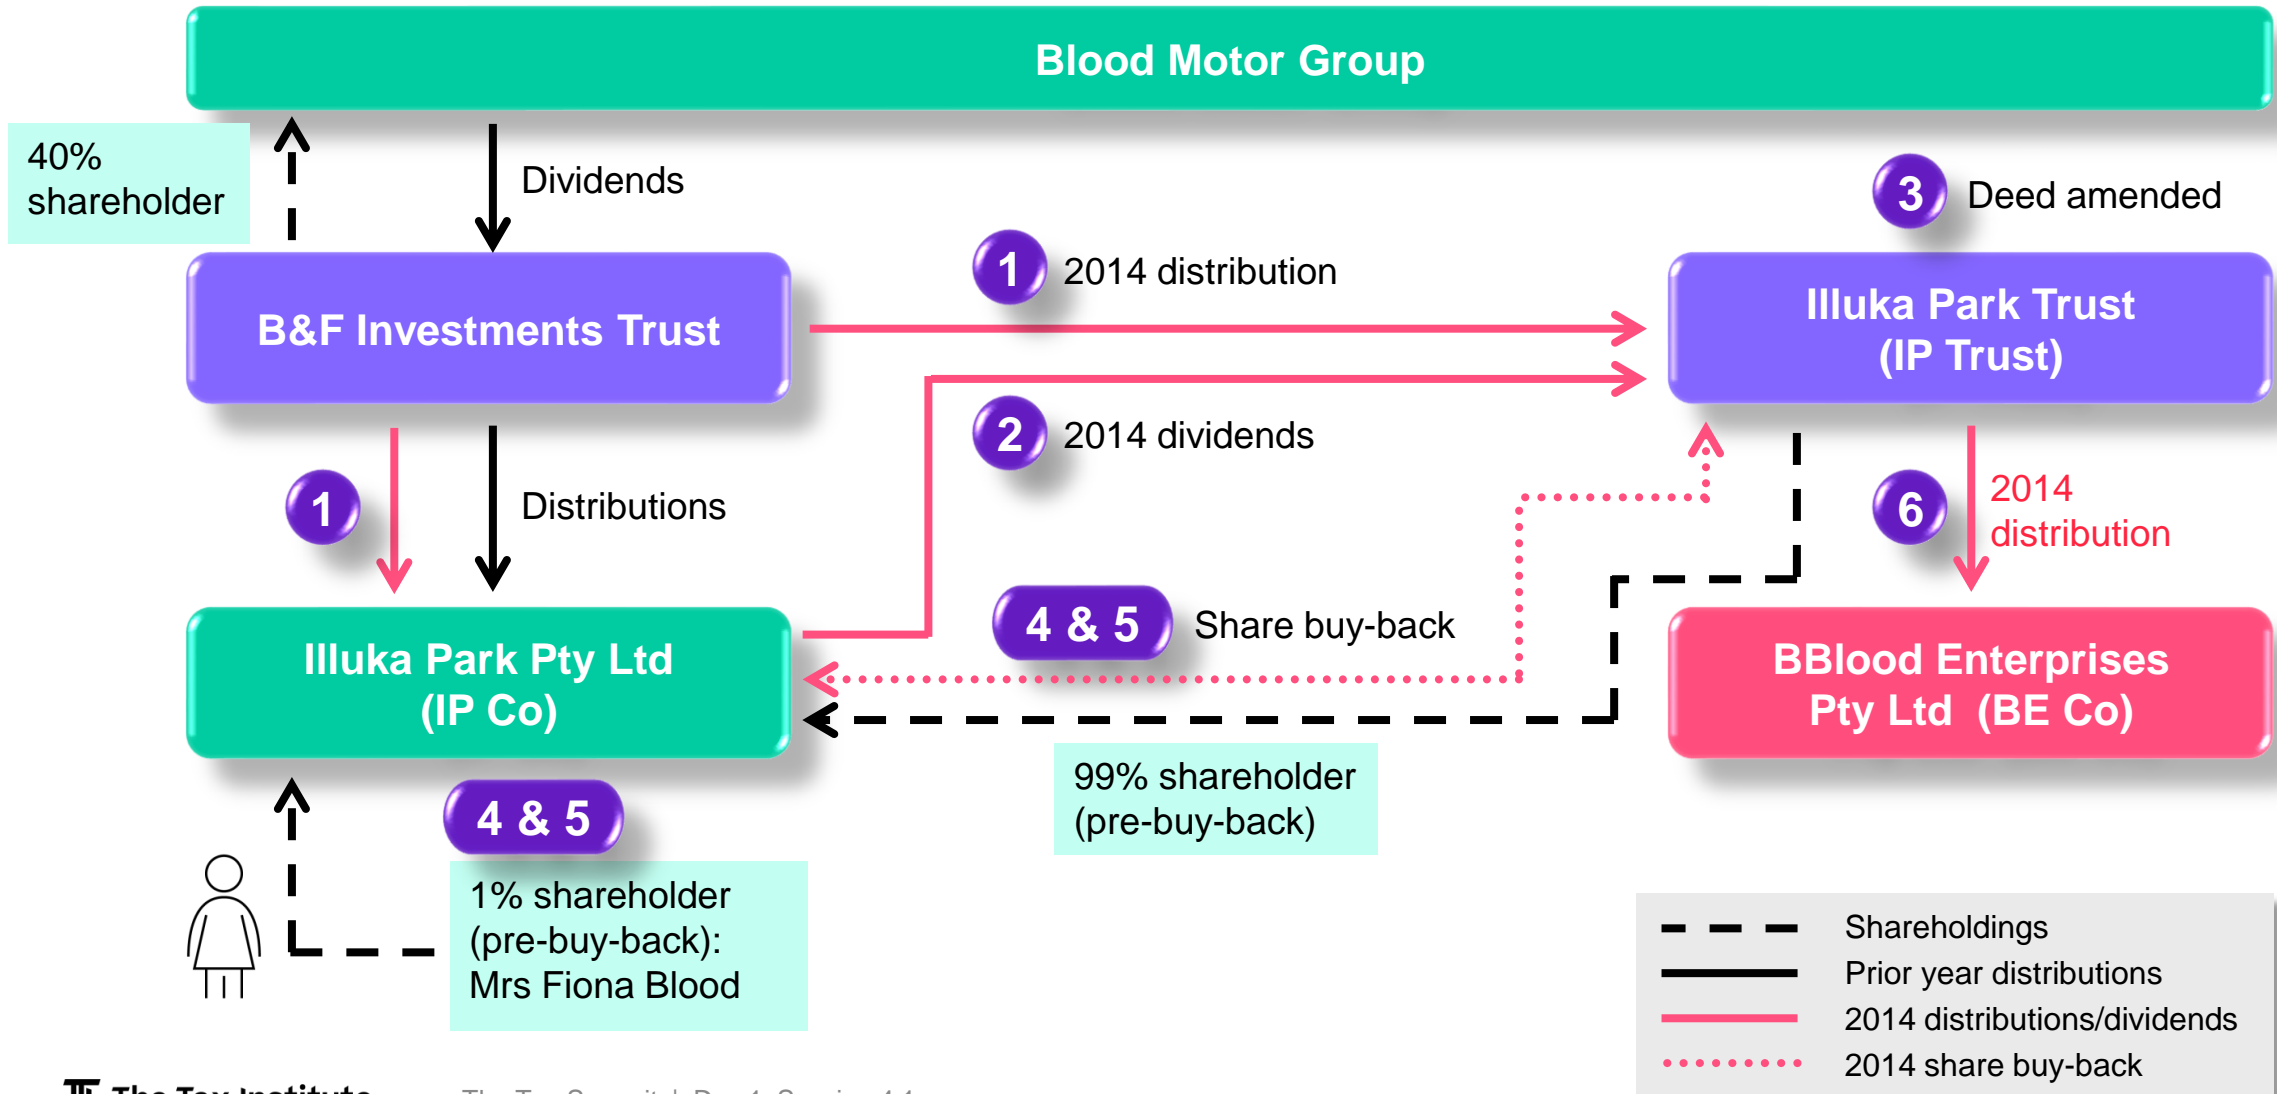 Blood Motor Group
40%
shareholder
Dividends
3
Deed amended
1
2014 distribution
B&F Investments Trust
Illuka Park Trust
(IP Trust)
2
2014 dividends
1
Distributions
6
2014
distribution
4 & 5
Share buy-back
Illuka Park Pty Ltd
(IP Co)
BBlood Enterprises
Pty Ltd (BE Co)
99% shareholder
(pre-buy-back)
4 & 5
1% shareholder
(pre-buy-back):
Mrs Fiona Blood
Shareholdings
Prior year distributions
2014 distributions/dividends
2014 share buy-back
The Tax Institute